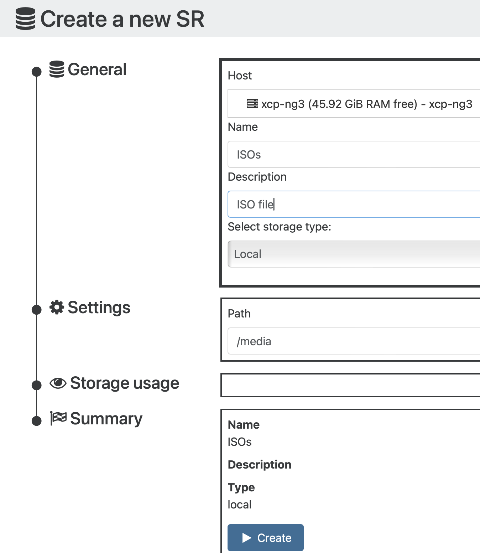 Create a new SR
General
Host
xcp-ng3 (45.92 GiB RAM free) - xcp-ng3
Name
ISOs
Description
ISO file
Select storage type:
Local
Settings
Path
/media
Storage usage
Summary
Name
ISOs
Description
Type
local
Create